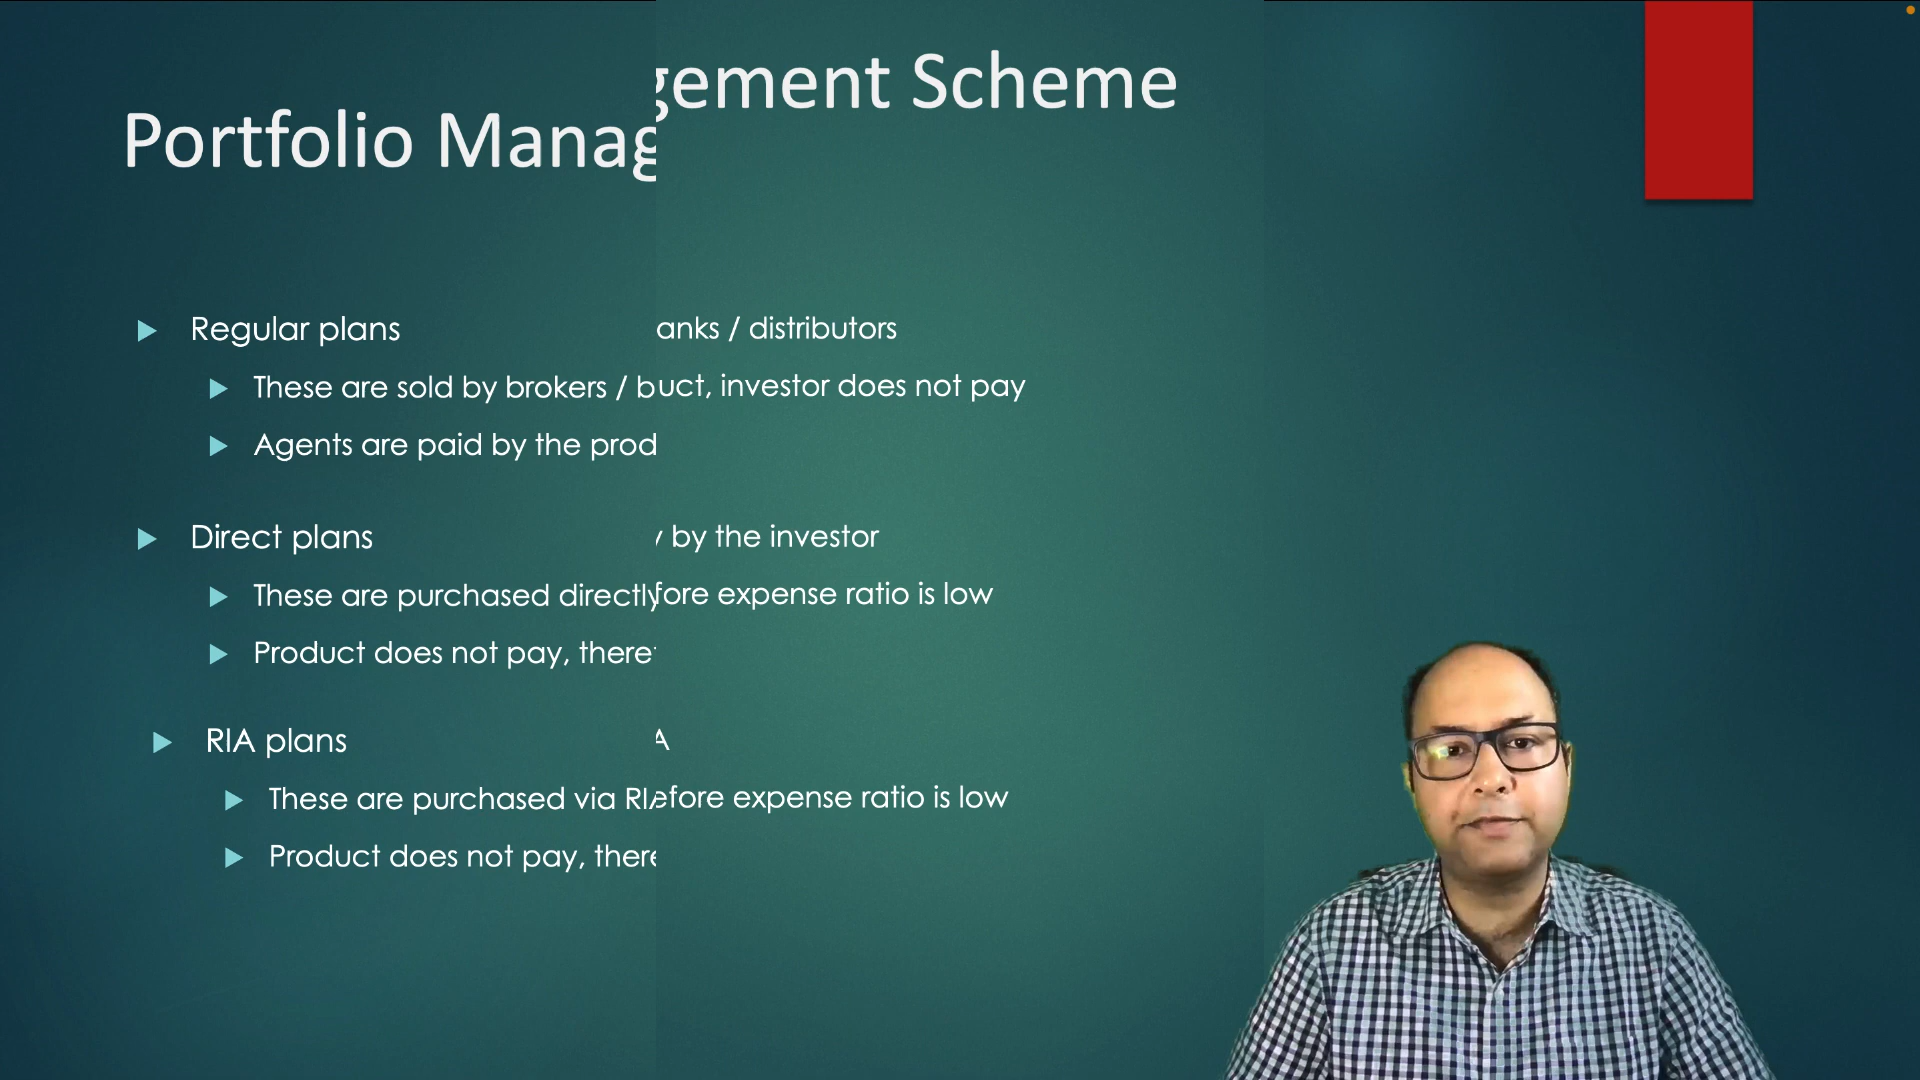 gement Scheme
Portfolio Manag
Regular plans anks / distributors
These are sold by brokers / buct, investor does not pay
Agents are paid by the prod
Direct plans y by the investor
These are purchased directlyfore expense ratio is low
Product does not pay, theref
RIA plans A
These are purchased via RIAefore expense ratio is low
Product does not pay, there